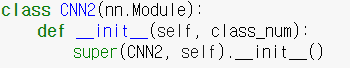 class CNN2(nn.Module):
    def __init__(self, class_num):
        super(CNN2, self).__init__()